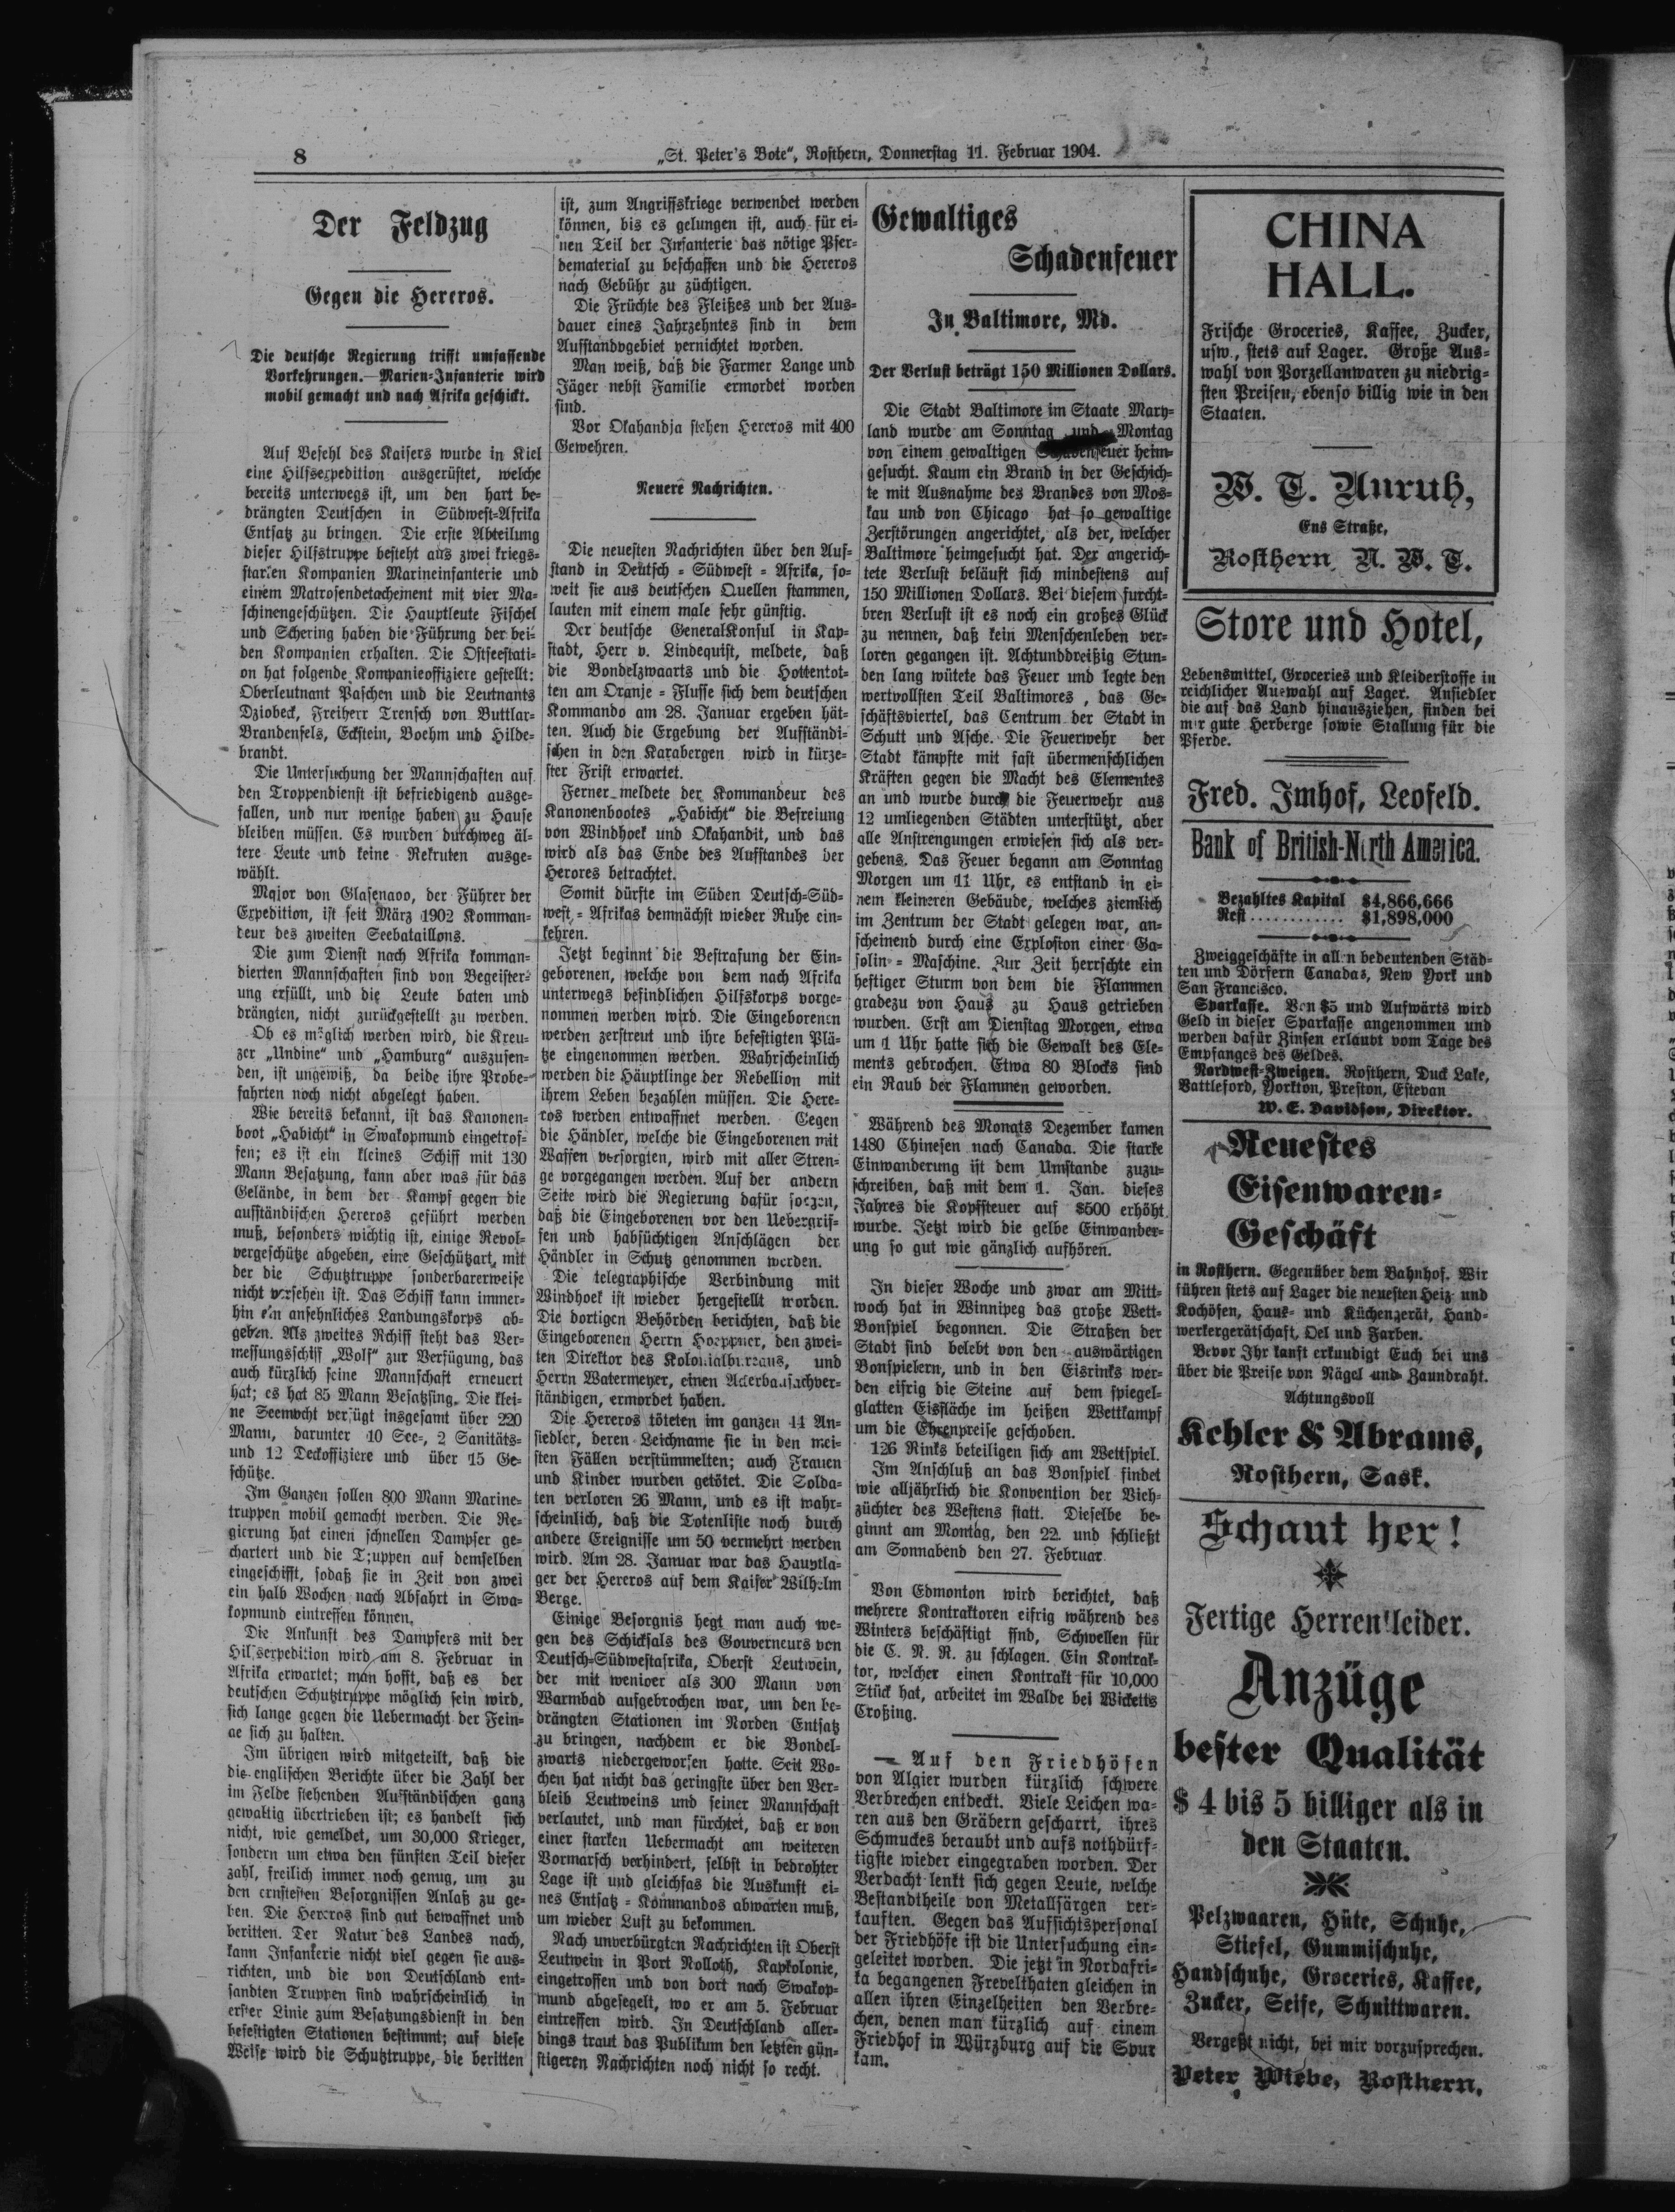 8
„St. Peter's Bote“, Rosthern, Donnerstag 11. Februar 1904.
Der Feldzug
Gegen die Hereros.
Die deutsche Regierung trifft umfassende
Vorkehrungen.—Marien=Infanterie wird
mobil gemacht und nach Afrika geschickt.
Auf Befehl des Kaisers wurde in Kiel
eine Hilfsexpedition ausgerüstet, welche
bereits unterwegs ist, um den hart be=
drängten Deutschen in Südwest=Afrika
Entsatz zu bringen. Die erste Abteilung
dieser Hilfstruppe besteht aus zwei kriegs=
starken Kompanien Marineinfanterie und
einem Matrosendetachement mit vier Ma=
schinengeschützen. Die Hauptleute Fischel
und Schering haben die Führung der bei=
den Kompanien erhalten. Die Ostseestati=
on hat folgende Kompanieoffiziere gestellt:
Oberleutnant Paschen und die Leutnants
Dziobeck, Freiherr Trensch von Buttlar=
Brandenfels, Eckstein, Boehm und Hilde=
brandt.
Die Untersuchung der Mannschaften auf
den Troppendienst ist befriedigend ausge=
fallen, und nur wenige haben zu Hause
bleiben müssen. Es wurden durchweg äl=
tere Leute und keine Rekruten ausge=
wählt.
Major von Glasenapp, der Führer der
Expedition, ist seit März 1902 Komman=
deur des zweiten Seebataillons.
Die zum Dienst nach Afrika komman=
dierten Mannschaften sind von Begeister=
ung erfüllt, und die Leute baten und
drängten, nicht zurückgestellt zu werden.
Ob es möglich werden wird, die Kreu=
zer „Undine“ und „Hamburg“ auszusen=
den, ist ungewiß, da beide ihre Probe=
fahrten noch nicht abgelegt haben.
Wie bereits bekannt, ist das Kanonen=
boot „Habicht“ in Swakopmund eingetrof=
fen; es ist ein kleines Schiff mit 130
Mann Besatzung, kann aber was für das
Gelände, in dem der Kampf gegen die
aufständischen Hereros geführt werden
muß, besonders wichtig ist, einige Revol=
vergeschütze abgeben, eine Geschützart, mit
der die Schutztruppe sonderbarerweise
nicht versehen ist. Das Schiff kann immer=
hin ein ansehnliches Landungskorps ab=
geben. Als zweites Rchiff steht das Ver=
messungsschiff „Wolf“ zur Verfügung, das
auch kürzlich seine Mannschaft erneuert
hat; es hat 85 Mann Besatzsing. Die klei=
ne Seemocht verfügt insgesamt über 220
Mann, darunter 10 See=, 2 Sanitäts=
und 12 Deckoffiziere und über 15 Ge=
schütze.
Im Ganzen sollen 800 Mann Marine=
truppen mobil gemacht werden. Die Re=
gierung hat einen schnellen Dampfer ge=
chartert und die Truppen auf demselben
eingeschifft, sodaß sie in Zeit von zwei
ein halb Wochen nach Abfahrt in Swa=
kopmund eintreffen können.
Die Ankunft des Dampfers mit der
Hilfsexpedition wird am 8. Februar in
Afrika erwartet; man hofft, daß es der
deutschen Schutztruppe möglich sein wird,
sich lange gegen die Uebermacht der Fein=
ae sich zu halten.
Im übrigen wird mitgeteilt, daß die
die englischen Berichte über die Zahl der
im Felde stehenden Aufständischen ganz
gewaltig übertrieben ist; es handelt sich
nicht, wie gemeldet, um 30,000 Krieger,
sondern um etwa den fünften Teil dieser
zahl, freilich immer noch genug, um zu
den ernstesten Besorgnissen Anlaß zu ge=
ben. Die Hereros sind gut bewaffnet und
beritten. Der Natur des Landes nach,
kann Infanterie nicht viel gegen sie aus=
richten, und die von Deutschland ent=
sandten Truppen sind wahrscheinlich in
erster Linie zum Besatzungsdienst in den
befestigten Stationen bestimmt; auf diese
Weise wird die Schutztruppe, die beritten
ist, zum Angriffskriege verwendet werden
können, bis es gelungen ist, auch für ei=
nen Teil der Infanterie das nötige Pfer=
dematerial zu beschaffen und die Hereros
nach Gebühr zu züchtigen.
Die Früchte des Fleißes und der Aus=
dauer eines Jahrzehntes sind in dem
Aufstandvgebiet vernichtet worden.
Man weiß, daß die Farmer Lange und
Jäger nebst Familie ermordet worden
sind.
Vor Okahandja stehen Hereros mit 400
Gewehren.
Neuere Nachrichten.
Die neuesten Nachrichten über den Auf=
stand in Deutsch = Südwest = Afrika, so=
weit sie aus deutschen Quellen stammen,
lauten mit einem male sehr günstig.
Der deutsche GeneralKonsul in Kap=
stadt, Herr v. Lindequist, meldete, daß
die Bondelzwaarts und die Hottentot=
ten am Oranje = Flusse sich dem deutschen
Kommando am 28. Januar ergeben hät=
ten. Auch die Ergebung der Aufständi=
schen in den Karabergen wird in kürze=
ster Frist erwartet.
Ferner meldete der Kommandeur des
Kanonenbootes „Habicht“ die Befreiung
von Windhoek und Okahandit, und das
wird als das Ende des Aufstandes der
Herores betrachtet.
Somit dürfte im Süden Deutsch=Süd=
west = Afrikas demnächst wieder Ruhe ein=
kehren.
Jetzt beginnt die Bestrafung der Ein=
geborenen, welche von dem nach Afrika
unterwegs befindlichen Hilfskorps vorge=
nommen werden wird. Die Eingeborenen
werden zerstreut und ihre befestigten Plä=
tze eingenommen werden. Wahrscheinlich
werden die Häuptlinge der Rebellion mit
ihrem Leben bezahlen müssen. Die Here=
ros werden entwaffnet werden. Gegen
die Händler, welche die Eingeborenen mit
Waffen versorgten, wird mit aller Stren=
ge vorgegangen werden. Auf der andern
Seite wird die Regierung dafür sorgen,
daß die Eingeborenen vor den Uebergrif=
fen und habsüchtigen Anschlägen der
Händler in Schutz genommen werden.
Die telegraphische Verbindung mit
Windhoek ist wieder hergestellt worden.
Die dortigen Behörden berichten, daß die
Eingeborenen Herrn Hoeppner, den zwei=
ten Direktor des Kolonialbureaus, und
Herrn Watermeyer, einen Ackerbausachver=
ständigen, ermordet haben.
Die Hereros töteten im ganzen 44 An=
siedler, deren Leichname sie in den mei=
sten Fällen verstümmelten; auch Frauen
und Kinder wurden getötet. Die Solda=
ten verloren 26 Mann, und es ist wahr=
scheinlich, daß die Totenliste noch durch
andere Ereignisse um 50 vermehrt werden
wird. Am 28. Januar war das Hauptla=
ger der Hereros auf dem Kaiser Wilhelm
Berge.
Einige Besorgnis hegt man auch we=
gen des Schicksals des Gouverneurs von
Deutsch=Südwestafrika, Oberst Leutwein,
der mit wenioer als 300 Mann von
Warmbad aufgebrochen war, um den be=
drängten Stationen im Norden Entsatz
zu bringen, nachdem er die Bondel=
zwarts niedergeworfen hatte. Seit Wo=
chen hat nicht das geringste über den Ver=
bleib Leutweins und seiner Mannschaft
verlautet, und man fürchtet, daß er von
einer starken Uebermacht am weiteren
Vormarsch verhindert, selbst in bedrohter
Lage ist und gleichfas die Auskunft ei=
nes Entsatz = Kommandos abwarten muß,
um wieder Luft zu bekommen.
Nach unverbürgten Nachrichten ist Oberst
Leutwein in Port Nolloth, Kapkolonie,
eingetroffen und von dort nach Swakop=
mund abgesegelt, wo er am 5. Februar
eintreffen wird. In Deutschland aller=
dings traut das Publikum den letzten gün=
stigeren Nachrichten noch nicht so recht.
Gewaltiges
Schadenfeuer
In Baltimore, Md.
Der Verlust beträgt 150 Millionen Dollars.
Die Stadt Baltimore im Staate Mary=
land wurde am Sonntag und Montag
von einem gewaltigen Schadenfeuer heim=
gesucht. Kaum ein Brand in der Geschich=
te mit Ausnahme des Brandes von Mos=
kau und von Chicago hat so gewaltige
Zerstörungen angerichtet, als der, welcher
Baltimore heimgesucht hat. Der angerich=
tete Verlust beläuft sich mindestens auf
150 Millionen Dollars. Bei diesem furcht=
bren Verlust ist es noch ein großes Glück
zu nennen, daß kein Menschenleben ver=
loren gegangen ist. Achtunddreißig Stun=
den lang wütete das Feuer und legte den
wertvollsten Teil Baltimores , das Ge=
schäftsviertel, das Centrum der Stadt in
Schutt und Asche. Die Feuerwehr der
Stadt kämpfte mit fast übermenschlichen
Kräften gegen die Macht des Elementes
an und wurde durch die Feuerwehr aus
12 umliegenden Städten unterstützt, aber
alle Anstrengungen erwiesen sich als ver=
gebens. Das Feuer begann am Sonntag
Morgen um 11 Uhr, es entstand in ei=
nem kleineren Gebäude, welches ziemlich
im Zentrum der Stadt gelegen war, an=
scheinend durch eine Explosion einer Ga=
solin = Maschine. Zur Zeit herrschte ein
heftiger Sturm von dem die Flammen
gradezu von Haus zu Haus getrieben
wurden. Erst am Dienstag Morgen, etwa
um 1 Uhr hatte sich die Gewalt des Ele=
ments gebrochen. Etwa 80 Blocks sind
ein Raub der Flammen geworden.
Während des Monats Dezember kamen
1480 Chinesen nach Canada. Die starke
Einwanderung ist dem Umstande zuzu=
schreiben, daß mit dem 1. Jan. dieses
Jahres die Kopfsteuer auf $500 erhöht
wurde. Jetzt wird die gelbe Einwander=
ung so gut wie gänzlich aufhören.
In dieser Woche und zwar am Mitt=
woch hat in Winnipeg das große Wett=
Bonspiel begonnen. Die Straßen der
Stadt sind belebt von den auswärtigen
Bonspielern, und in den Eisrinks wer=
den eifrig die Steine auf dem spiegel=
glatten Eisfläche im heißen Wettkampf
um die Ehrenpreise geschoben.
126 Rinks beteiligen sich am Wettspiel.
Im Anschluß an das Bonspiel findet
wie alljährlich die Konvention der Vieh=
züchter des Westens statt. Dieselbe be=
ginnt am Montag, den 22. und schließt
am Sonnabend den 27. Februar.
Von Edmonton wird berichtet, daß
mehrere Kontraktoren eifrig während des
Winters beschäftigt ffnd, Schwellen für
die C. N. R. zu schlagen. Ein Kontrak=
tor, welcher einen Kontrakt für 10,000
Stück hat, arbeitet im Walde bei Wicketts
Croßing.
— Auf den Friedhöfen
von Algier wurden kürzlich schwere
Verbrechen entdeckt. Viele Leichen wa=
ren aus den Gräbern gescharrt, ihres
Schmuckes beraubt und aufs nothdürf=
tigste wieder eingegraben worden. Der
Verdacht lenkt sich gegen Leute, welche
Bestandtheile von Metallsärgen ver=
kauften. Gegen das Aufsichtspersonal
der Friedhöfe ist die Untersuchung ein=
geleitet worden. Die jetzt in Nordafri=
ka begangenen Frevelthaten gleichen in
allen ihren Einzelheiten den Verbre=
chen, denen man kürzlich auf einem
Friedhof in Würzburg auf die Spur
kam.
CHINA
HALL.
Frische Groceries, Kaffee, Zucker,
usw., stets auf Lager. Große Aus=
wahl von Porzellanwaren zu niedrig=
sten Preisen, ebenso billig wie in den
Staaten.
W. T. Unruh,
Ens Straße,
Rosthern, N. W. T.
Store und Hotel,
Lebensmittel, Groceries und Kleiderstoffe in
reichlicher Auswahl auf Lager. Ansiedler
die auf das Land hinausziehen, finden bei
mir gute Herberge sowie Stallung für die
Pferde.
Fred. Imhof, Leofeld.
Bank of British-North America.
Bezahltes Kapital $4,866,666
Rest............ $1,898,000
Zweiggeschäfte in allen bedeutenden Städ=
ten und Dörfern Canadas, New York und
San Francisco.
Sparkasse. Von $5 und Aufwärts wird
Geld in dieser Sparkasse angenommen und
werden dafür Zinsen erlaubt vom Tage des
Empfanges des Geldes.
Nordwest=Zweigen. Rosthern, Duck Lake,
Battleford, Yorkton, Preston, Estevan
W. E. Davidson, Direktor.
Neuestes
Eisenwaren=
Geschäft
in Rosthern. Gegenüber dem Bahnhof. Wir
führen stets auf Lager die neuesten Heiz= und
Kochöfen, Haus= und Küchengerät, Hand=
werkergerätschaft, Oel und Farben.
Bevor Ihr kauft erkundigt Euch bei uns
über die Preise von Nägel und Zaundraht.
Achtungsvoll
Kehler & Abrams,
Rosthern, Sask.
Schaut her!
Fertige Herrenkleider.
Anzüge
bester Qualität
$ 4 bis 5 billiger als in
den Staaten.
Pelzwaaren, Hüte, Schuhe,
Stiefel, Gummischuhe,
Handschuhe, Groceries, Kaffee,
Zucker, Seife, Schnittwaren.
Vergeßt nicht, bei mir vorzusprechen.
Peter Wiebe, Rosthern,